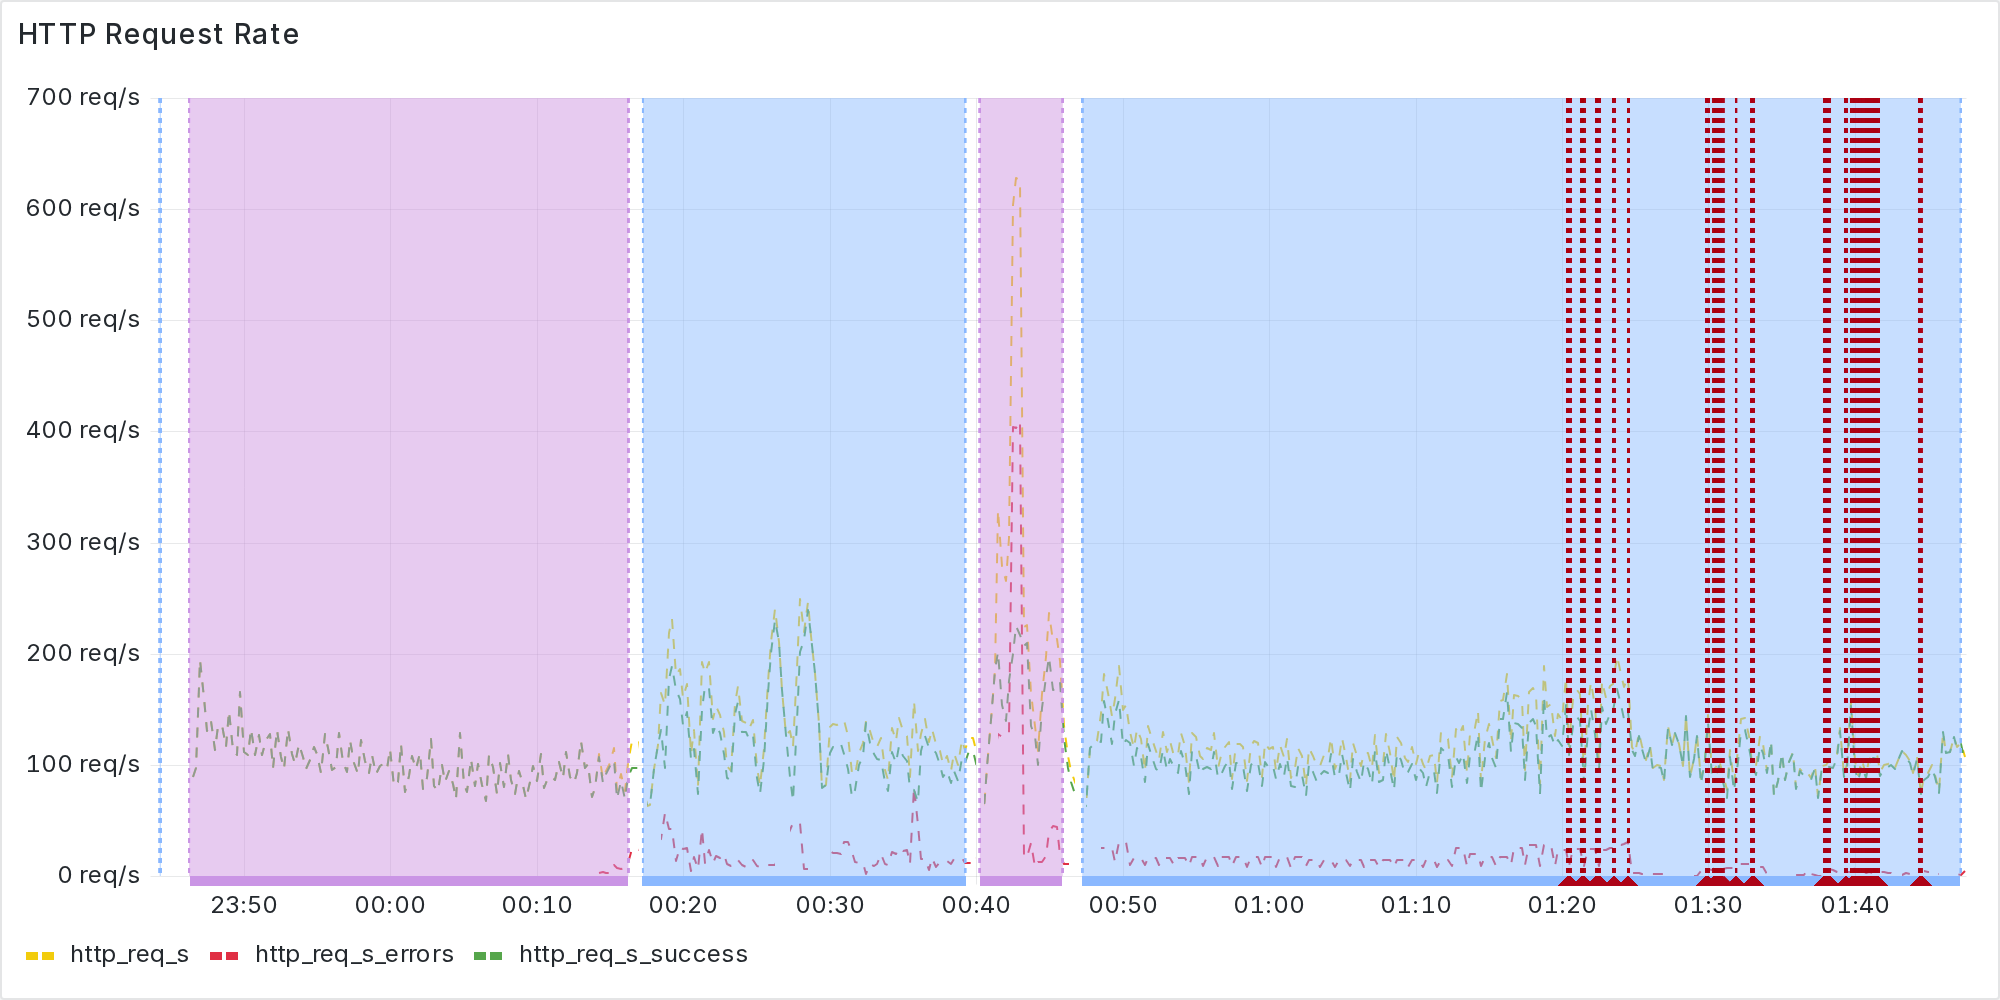 HTTP Request Rate
700 req/s
600 req/s
500 req/s
400 req/s
300 req/s
200 req/s
100 req/s
0 req/s
23:50 00:00 00:10 00:20 00:30 00:40 00:50 01:00 01:10 01:20 01:30 01:40
http_req_s http_req_s_errors http_req_s_success